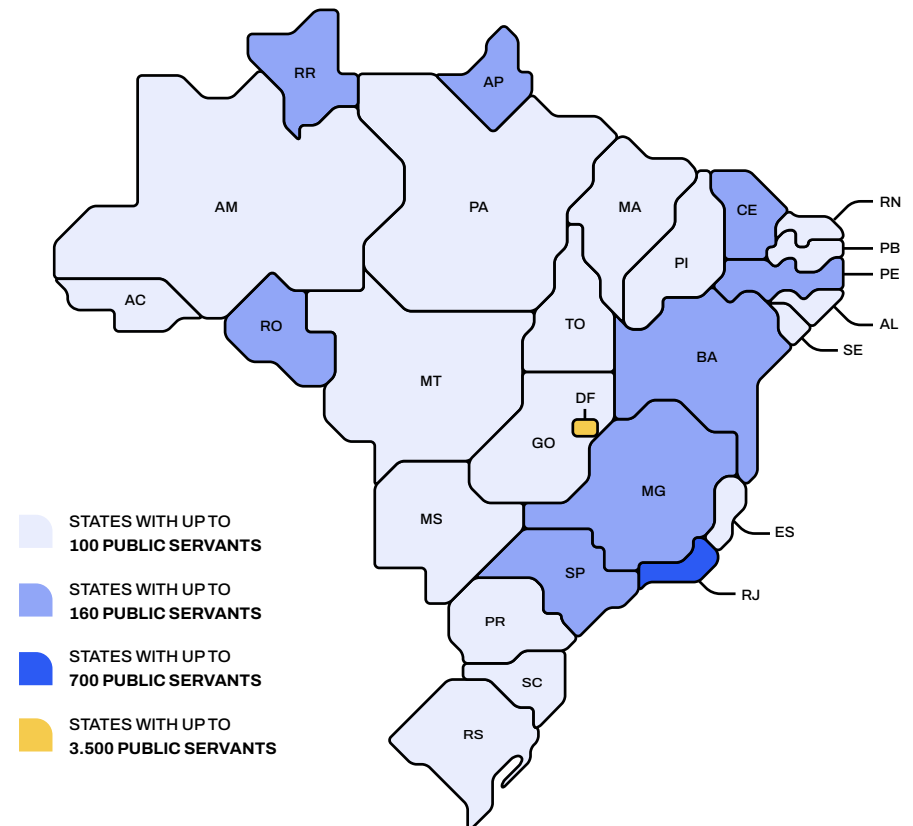 RR
AP
AM
PA
MA
CE
RN
PB
PI
PE
AC
RO
TO
AL
SE
BA
MT
DF
GO
MG
MS
ES
SP
RJ
PR
SC
RS
STATES WITH UP TO
100 PUBLIC SERVANTS
STATES WITH UP TO
160 PUBLIC SERVANTS
STATES WITH UP TO
700 PUBLIC SERVANTS
STATES WITH UP TO
3.500 PUBLIC SERVANTS